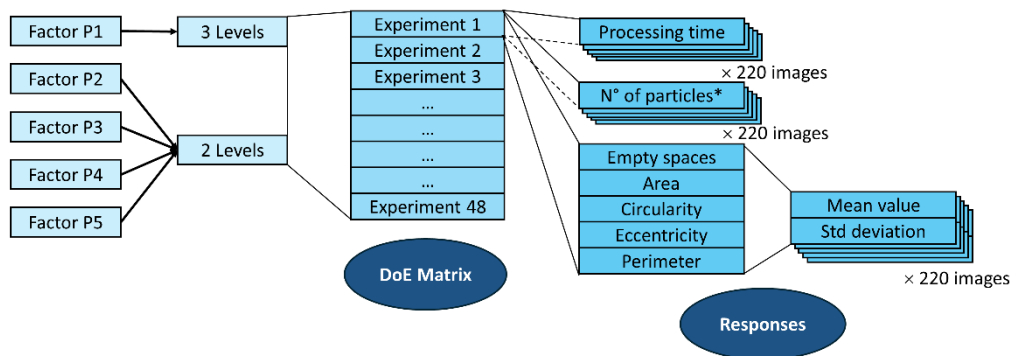 Factor P1
Factor P2
Factor P3
Factor P4
Factor P5
3 Levels
2 Levels
Experiment 1
Experiment 2
Experiment 3
...
...
...
...
Experiment 48
DoE Matrix
Processing time
× 220 images
N° of particles*
× 220 images
Empty spaces
Area
Circularity
Eccentricity
Perimeter
Mean value
Std deviation
× 220 images
Responses